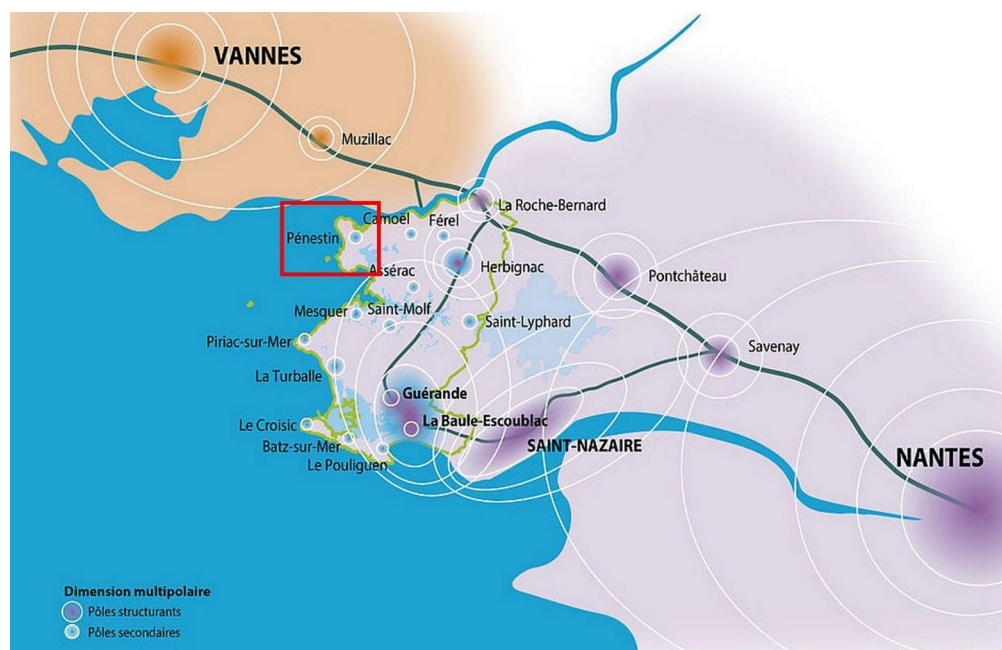 VANNES
Muzillac
La Roche-Bernard
Camoël
Férel
Pénestin
Herbignac
Assérac
Pontchâteau
Mesquer
Saint-Molf
Saint-Lyphard
Piriac-sur-Mer
Savenay
La Turballe
Guérande
La Baule-Escoublac
Le Croisic
Batz-sur-Mer
SAINT-NAZAIRE
Le Pouliguen
NANTES
Dimension multipolaire
Pôles structurants
Pôles secondaires